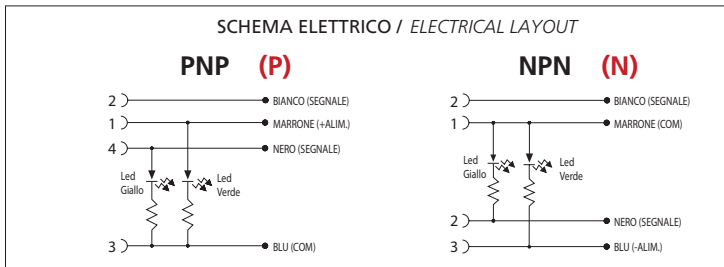 SCHEMA ELETTRICO / ELECTRICAL LAYOUT
PNP (P)
2 BIANCO (SEGNALE)
1 MARRONE (+ALIM.)
4 NERO (SEGNALE)
Led Giallo
Led Verde
3 BLU (COM)
NPN (N)
2 BIANCO (SEGNALE)
1 MARRONE (COM)
Led Giallo
Led Verde
2 NERO (SEGNALE)
3 BLU (-ALIM.)